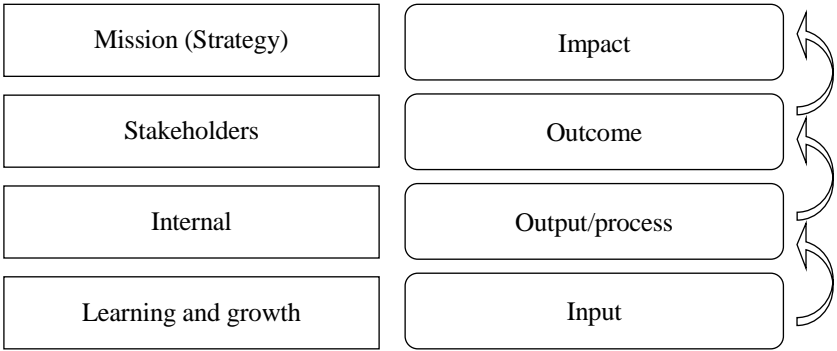 Mission (Strategy)
Impact
Stakeholders
Outcome
Internal
Output/process
Learning and growth
Input